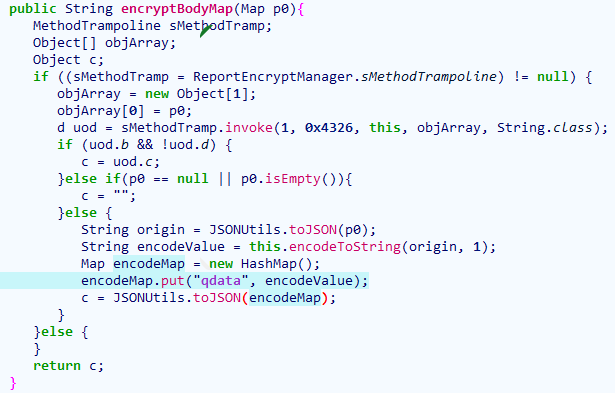 public String encryptBodyMap(Map p0){
MethodTrampoline sMethodTramp;
Object[] objArray;
Object c;
if ((sMethodTramp = ReportEncryptManager.sMethodTrampoline) != null) {
objArray = new Object[1];
objArray[0] = p0;
d uod = sMethodTramp.invoke(1, 0x4326, this, objArray, String.class);
if (uod.b && !uod.d) {
c = uod.c;
}else if(p0 == null || p0.isEmpty()){
c = "";
}else {
String origin = JSONUtils.toJSON(p0);
String encodeValue = this.encodeToString(origin, 1);
Map encodeMap = new HashMap();
encodeMap.put("qdata", encodeValue);
c = JSONUtils.toJSON(encodeMap);
}
}else {
}
return c;
}